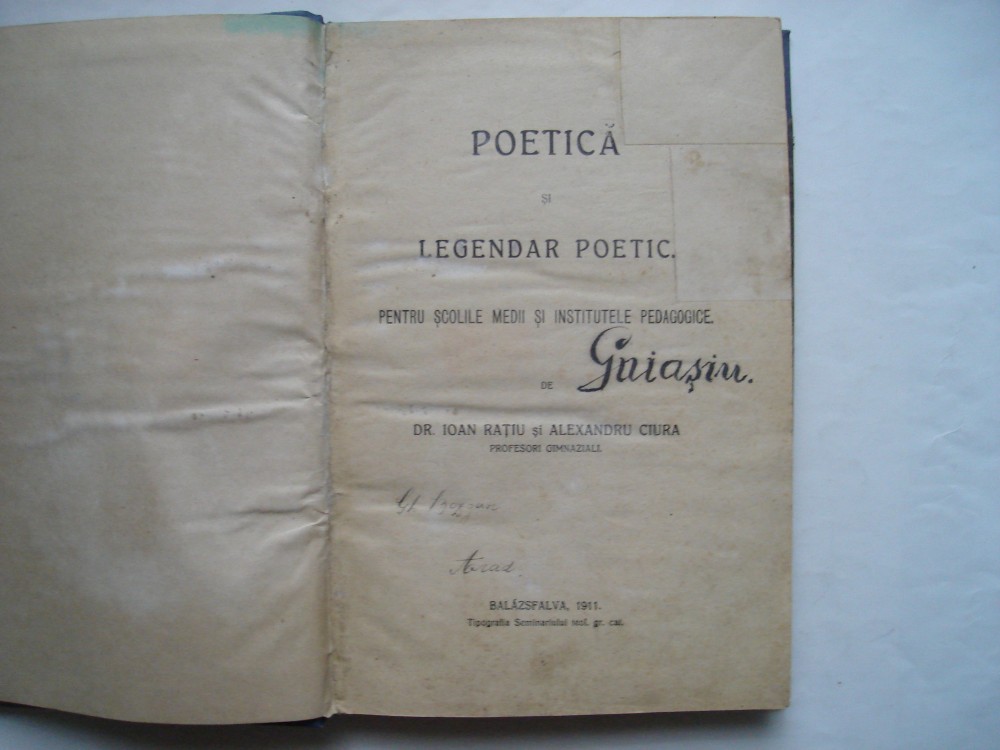 POETICĂ
ȘI
LEGENDAR POETIC.
PENTRU ȘCOLILE MEDII ȘI INSTITUTELE PEDAGOGICE.
Gniașiu.
DE
DR. IOAN RAȚIU și ALEXANDRU CIURA
PROFESORI GIMNAZIALI.
Arad.
BALÁZSFALVA, 1911.
Tipografia Seminariului teol. gr. cat.